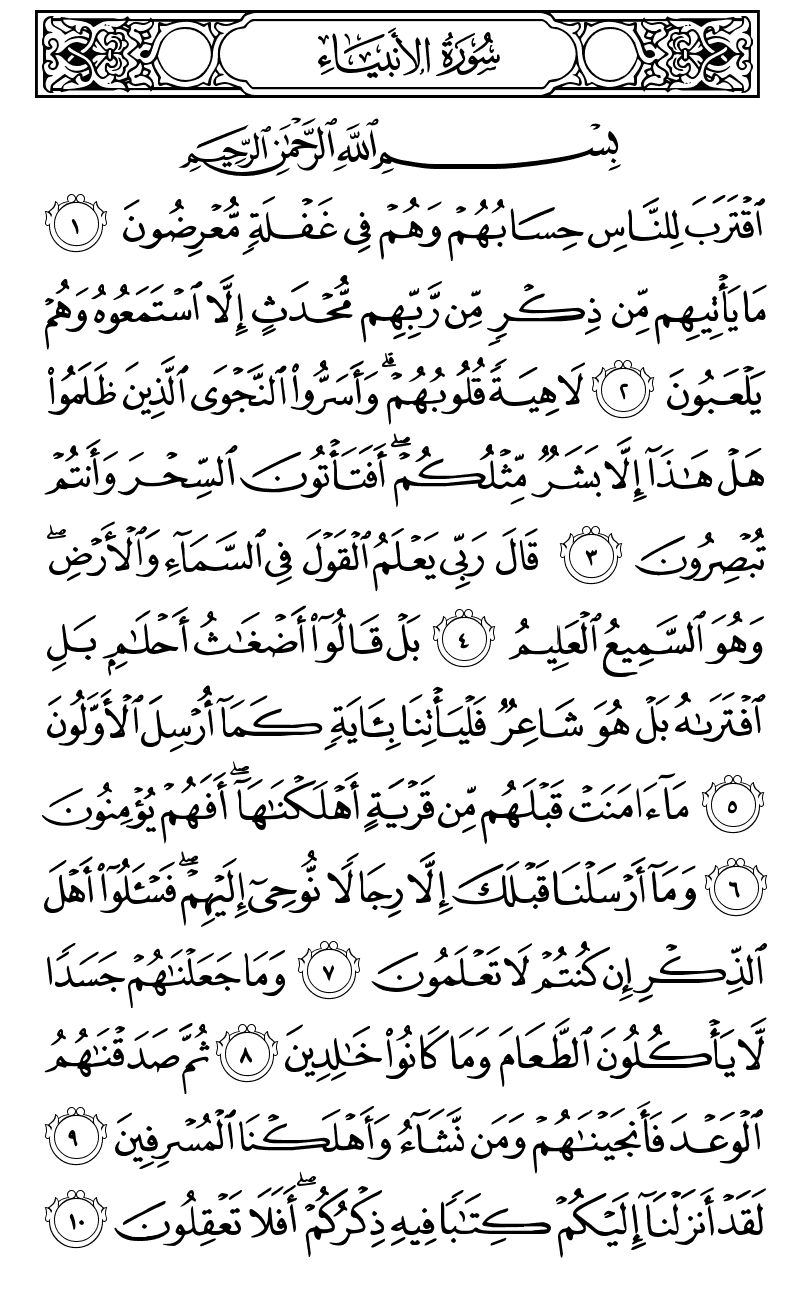 سُورَةُ الأَنبيَاءِ
بِسْمِ ٱللَّهِ ٱلرَّحْمَٰنِ ٱلرَّحِيمِ
ٱقْتَرَبَ لِلنَّاسِ حِسَابُهُمْ وَهُمْ فِى غَفْلَةٍ مُّعْرِضُونَ ١
مَا يَأْتِيهِم مِّن ذِكْرٍ مِّن رَّبِّهِم مُّحْدَثٍ إِلَّا ٱسْتَمَعُوهُ وَهُمْ
يَلْعَبُونَ ٢ لَاهِيَةً قُلُوبُهُمْ ۗ وَأَسَرُّوا۟ ٱلنَّجْوَى ٱلَّذِينَ ظَلَمُوا۟
هَلْ هَٰذَآ إِلَّا بَشَرٌ مِّثْلُكُمْ ۖ أَفَتَأْتُونَ ٱلسِّحْرَ وَأَنتُمْ
تُبْصِرُونَ ٣ قَالَ رَبِّى يَعْلَمُ ٱلْقَوْلَ فِى ٱلسَّمَآءِ وَٱلْأَرْضِ ۖ
وَهُوَ ٱلسَّمِيعُ ٱلْعَلِيمُ ٤ بَلْ قَالُوٓا۟ أَضْغَٰثُ أَحْلَٰمٍ بَلِ
ٱفْتَرَىٰهُ بَلْ هُوَ شَاعِرٌ فَلْيَأْتِنَا بِـَٔايَةٍ كَمَآ أُرْسِلَ ٱلْأَوَّلُونَ
٥ مَآ ءَامَنَتْ قَبْلَهُم مِّن قَرْيَةٍ أَهْلَكْنَٰهَآ ۖ أَفَهُمْ يُؤْمِنُونَ
٦ وَمَآ أَرْسَلْنَا قَبْلَكَ إِلَّا رِجَالًا نُّوحِىٓ إِلَيْهِمْ ۖ فَسْـَٔلُوٓا۟ أَهْلَ
ٱلذِّكْرِ إِن كُنتُمْ لَا تَعْلَمُونَ ٧ وَمَا جَعَلْنَٰهُمْ جَسَدًا
لَّا يَأْكُلُونَ ٱلطَّعَامَ وَمَا كَانُوا۟ خَٰلِدِينَ ٨ ثُمَّ صَدَقْنَٰهُمُ
ٱلْوَعْدَ فَأَنجَيْنَٰهُمْ وَمَن نَّشَآءُ وَأَهْلَكْنَا ٱلْمُسْرِفِينَ ٩
لَقَدْ أَنزَلْنَآ إِلَيْكُمْ كِتَٰبًا فِيهِ ذِكْرُكُمْ ۖ أَفَلَا تَعْقِلُونَ ١٠